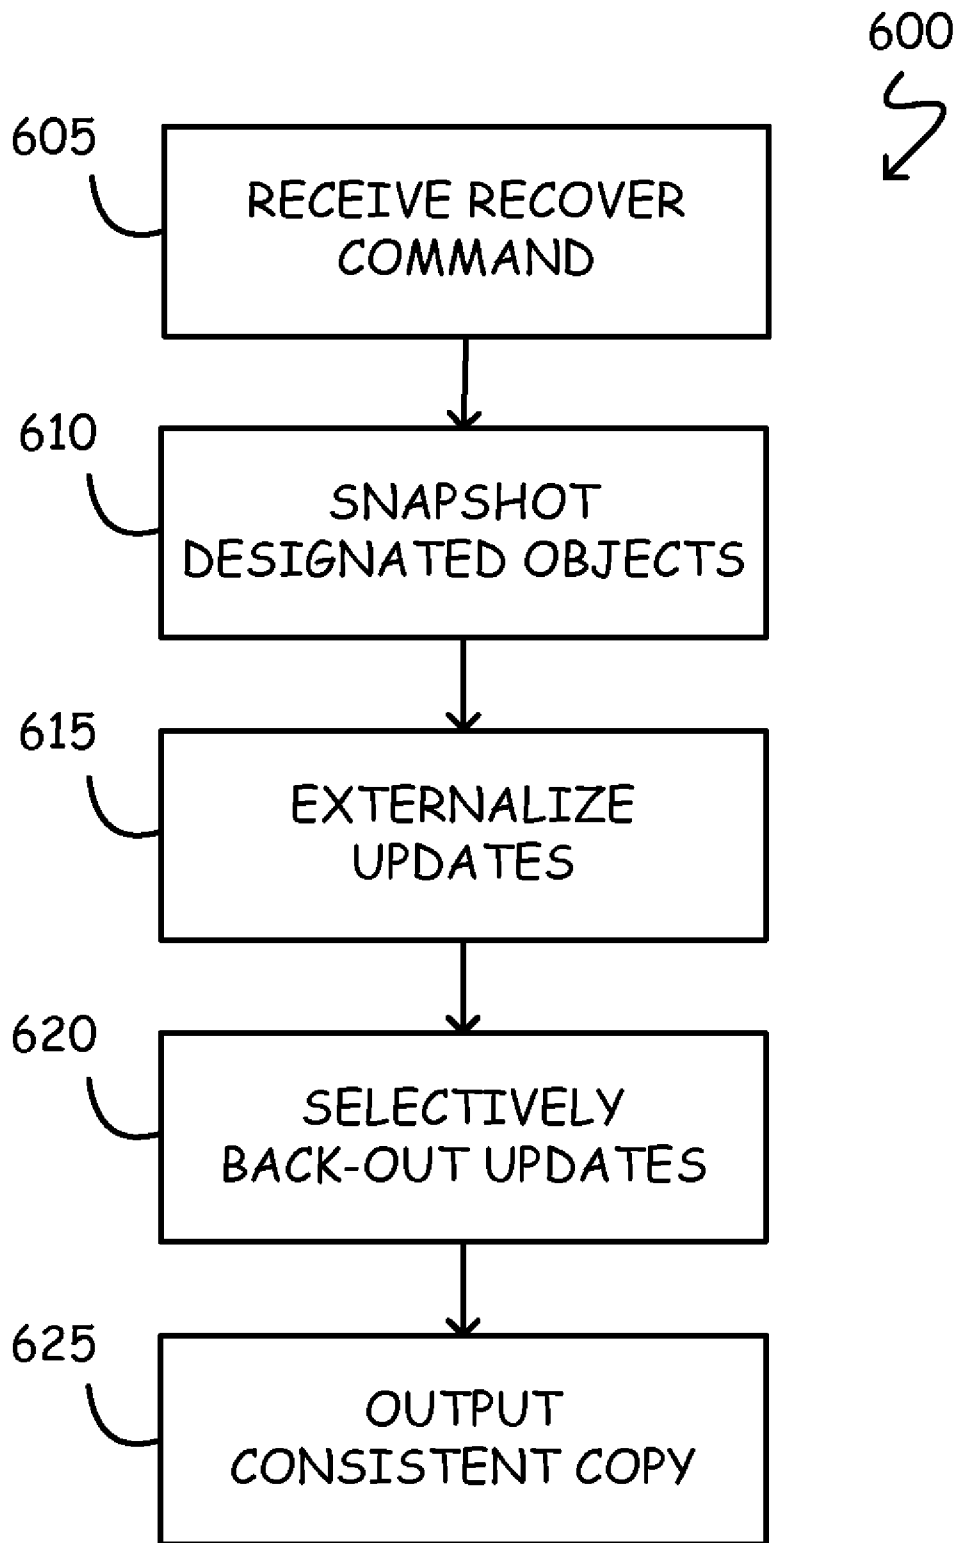 600
605
RECEIVE RECOVER
COMMAND
610
SNAPSHOT
DESIGNATED OBJECTS
615
EXTERNALIZE
UPDATES
620
SELECTIVELY
BACK-OUT UPDATES
625
OUTPUT
CONSISTENT COPY